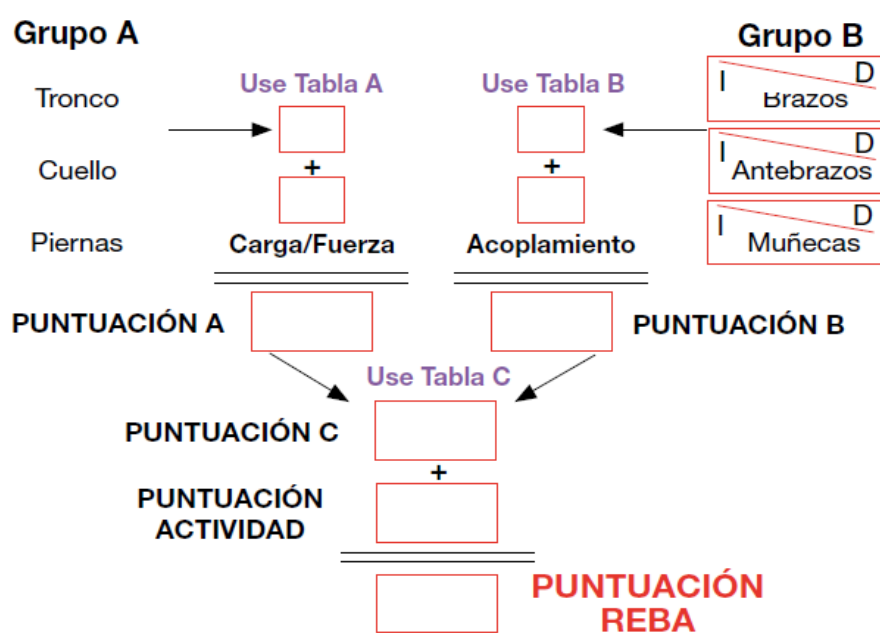 Grupo A
Grupo B
Use Tabla A
Use Tabla B
Tronco
I D
Brazos
+
+
Cuello
I D
Antebrazos
Piernas
Carga/Fuerza
Acoplamiento
I D
Muñecas
PUNTUACIÓN A
PUNTUACIÓN B
Use Tabla C
PUNTUACIÓN C
+
PUNTUACIÓN
ACTIVIDAD
PUNTUACIÓN
REBA